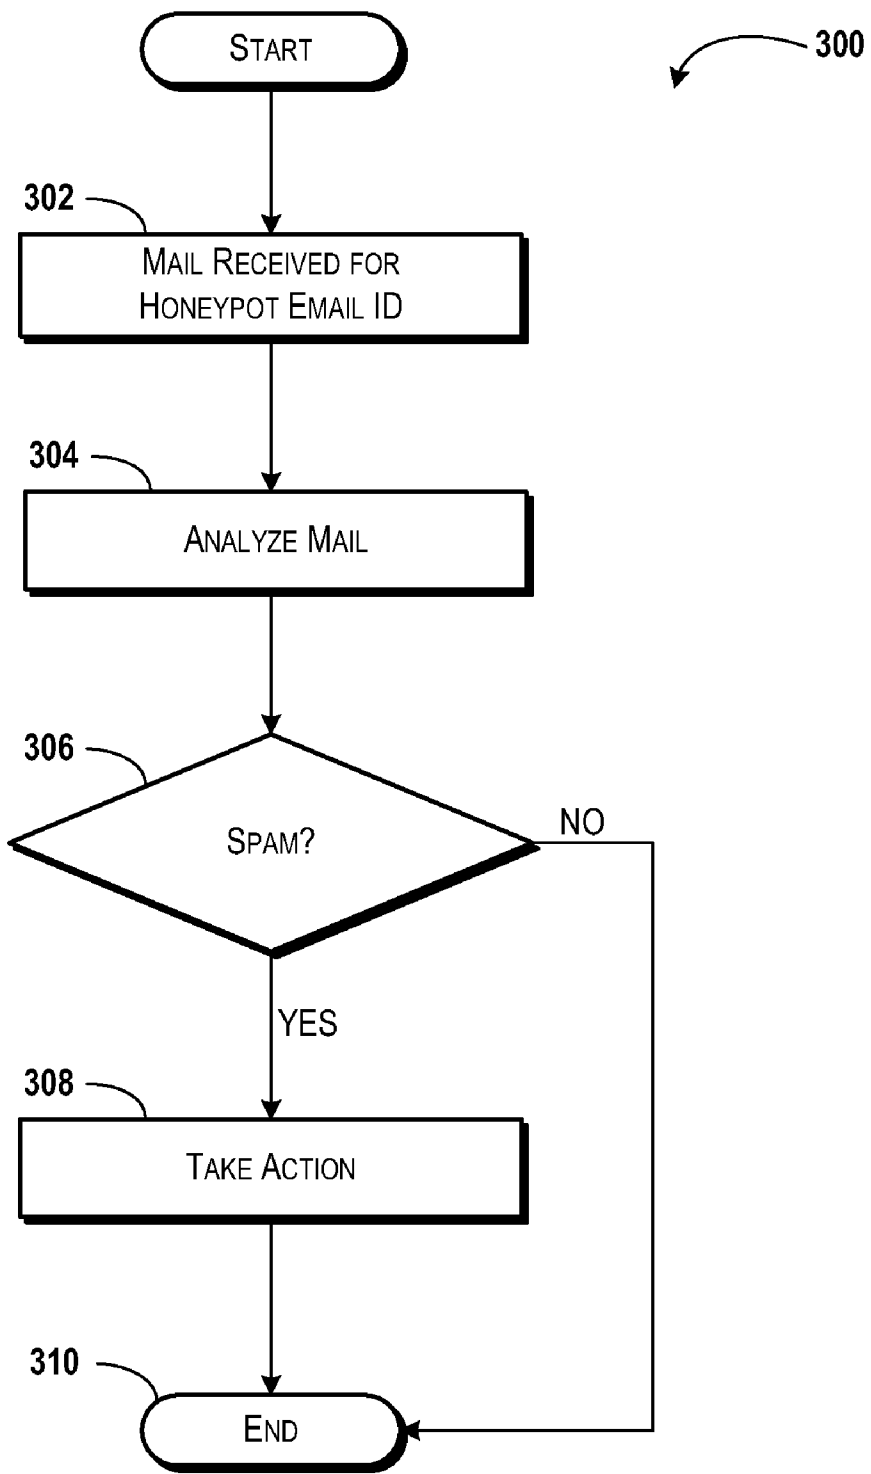 START
300
302
MAIL RECEIVED FOR
HONEYPOT EMAIL ID
304
ANALYZE MAIL
306
SPAM?
NO
YES
308
TAKE ACTION
310
END